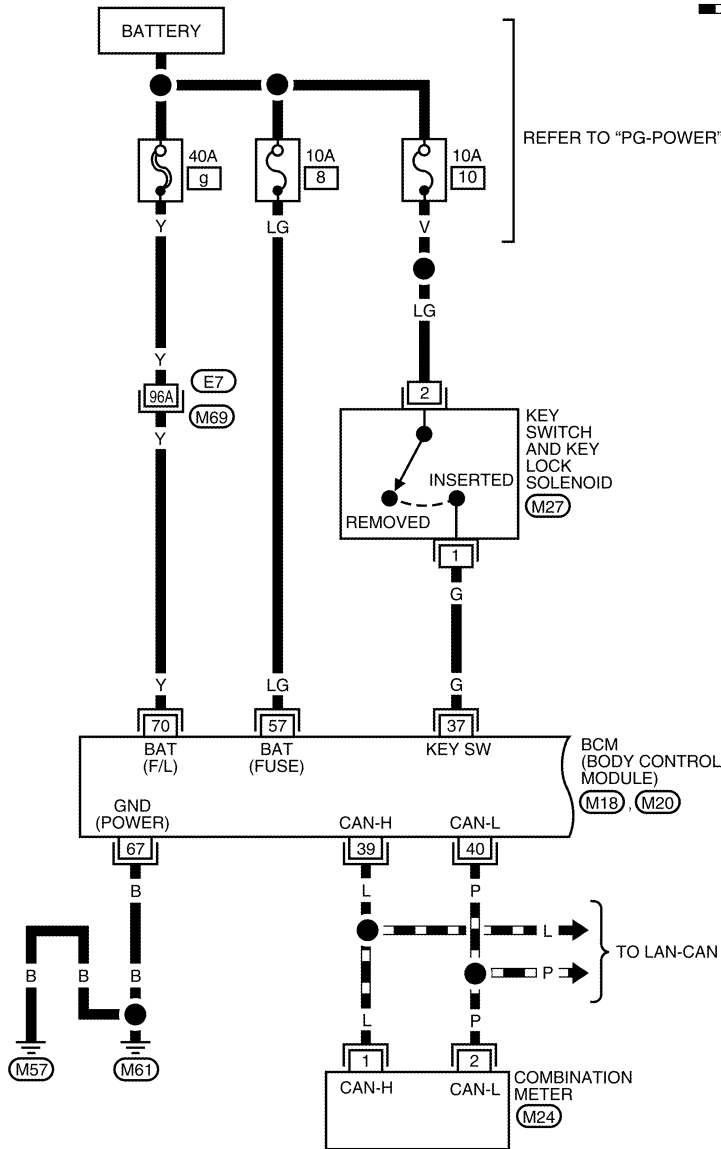 BATTERY
REFER TO "PG-POWER"
40A
g
10A
8
10A
10
Y
LG
V
LG
Y
96A
E7
M69
Y
2
KEY
SWITCH
AND KEY
LOCK
SOLENOID
M27
INSERTED
REMOVED
1
G
Y
LG
G
70
57
37
BAT
(F/L)
BAT
(FUSE)
KEY SW
BCM
(BODY CONTROL
MODULE)
M18 , M20
GND
(POWER)
CAN-H
CAN-L
67
39
40
B
L
P
L
P
TO LAN-CAN
B
B
B
L
P
M57
M61
1
2
CAN-H
CAN-L
COMBINATION
METER
M24